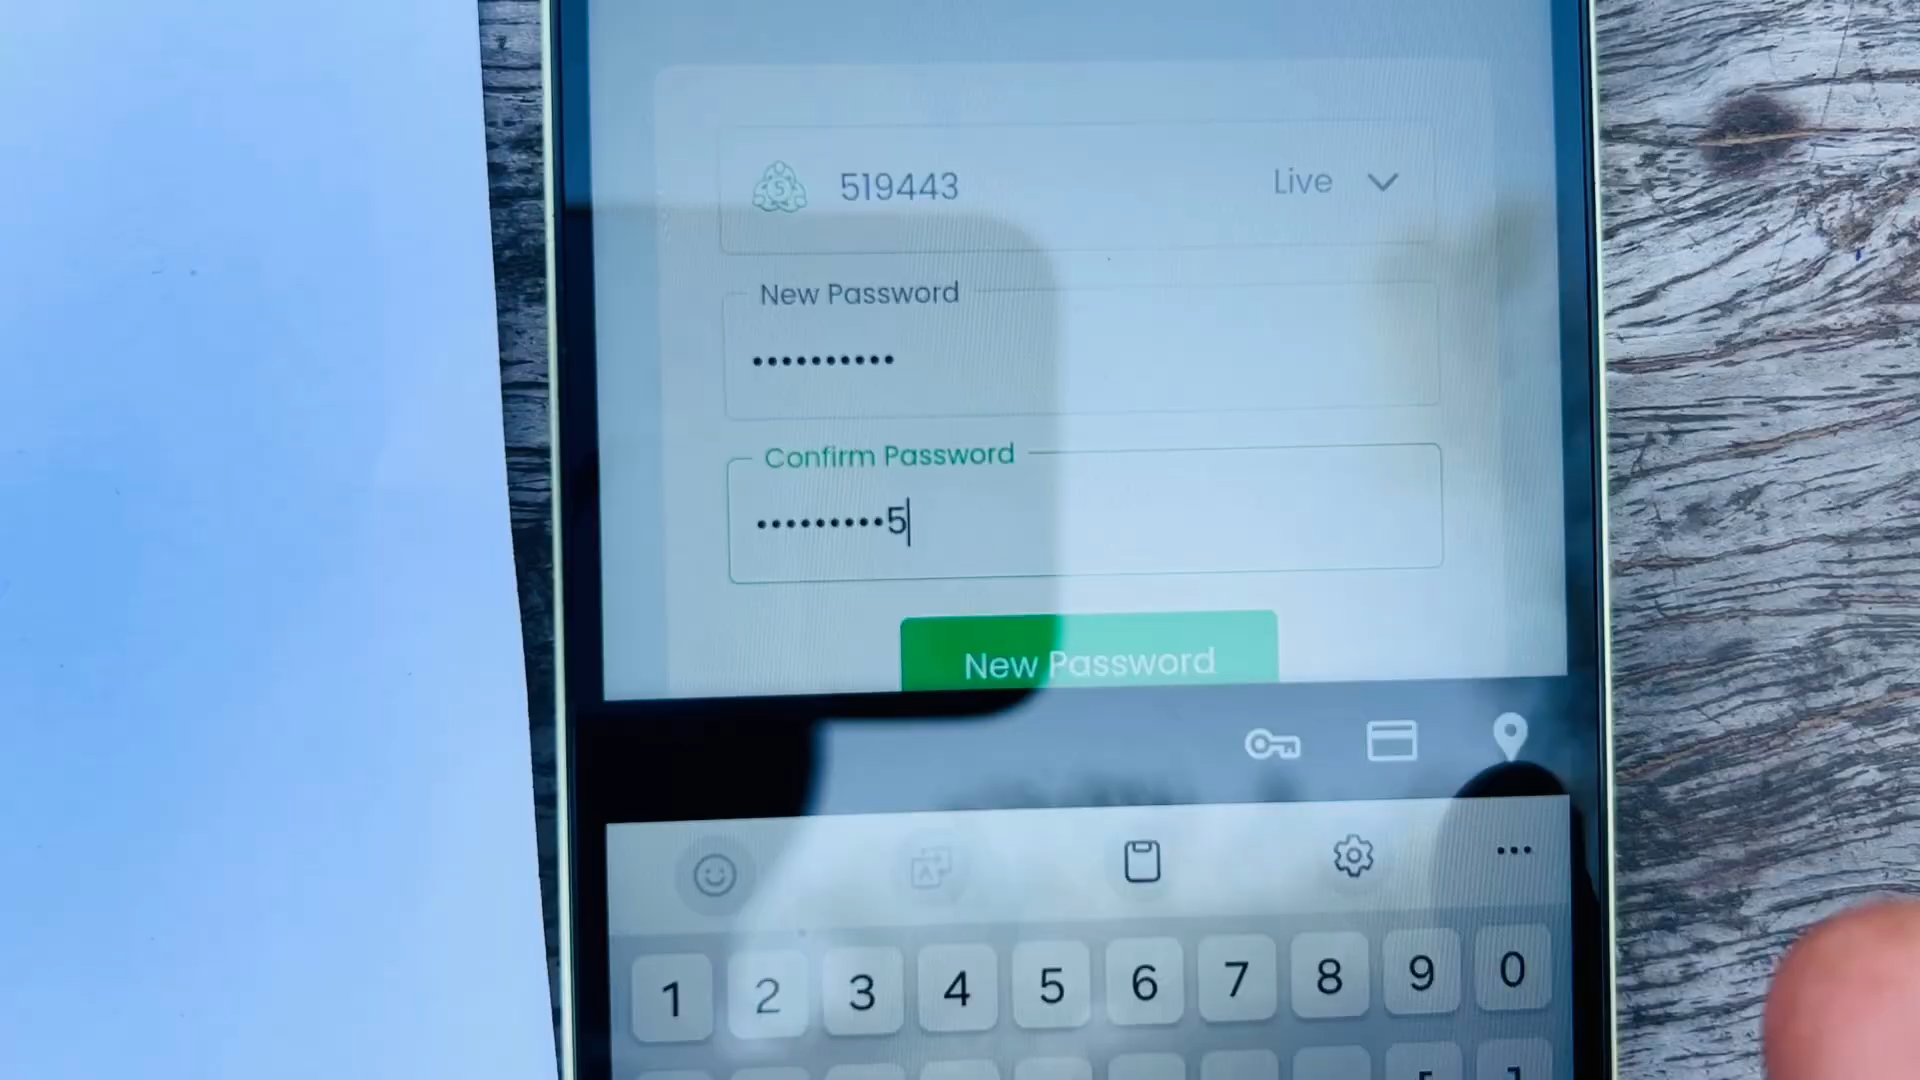 519443 Live
New Password
••••••••••
Confirm Password
•••••••••5
New Password
1 2 3 4 5 6 7 8 9 0